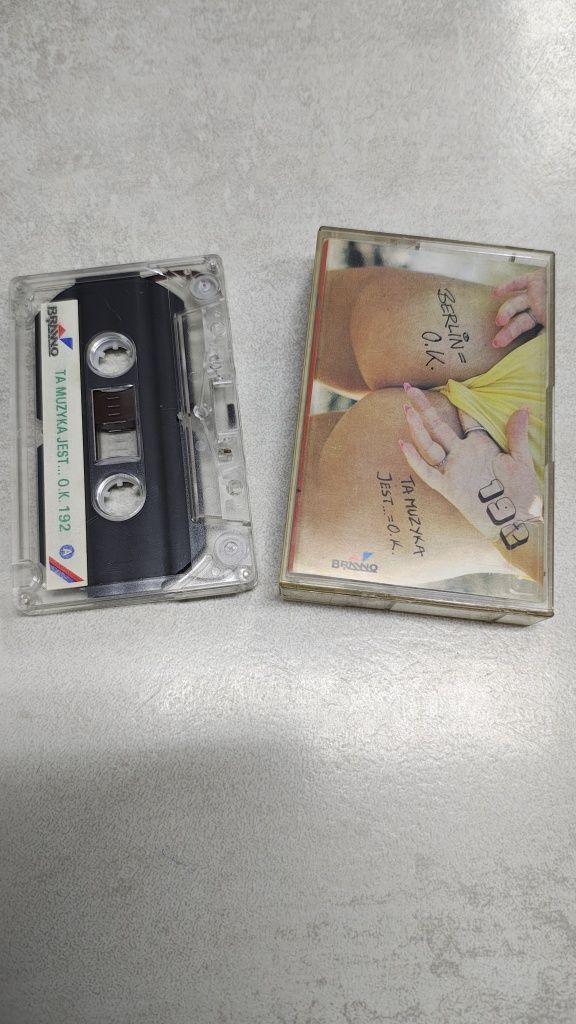 BRAWO
TA MUZYKA JEST... O.K. 192
A
BERLIN =
O.K.
TA MUZYKA
JEST...=O.K.
192
BRAWO